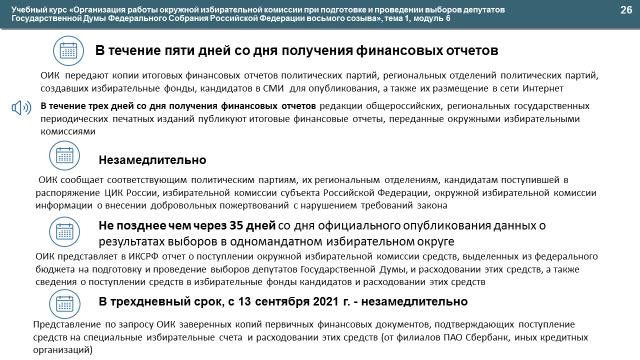 Учебный курс «Организация работы окружной избирательной комиссии при подготовке и проведении выборов депутатов
Государственной Думы Федерального Собрания Российской Федерации восьмого созыва», тема 1, модуль 6
26
В течение пяти дней со дня получения финансовых отчетов
ОИК передают копии итоговых финансовых отчетов политических партий, региональных отделений политических партий,
создавших избирательные фонды, кандидатов в СМИ для опубликования, а также их размещение в сети Интернет
В течение трех дней со дня получения финансовых отчетов редакции общероссийских, региональных государственных
периодических печатных изданий публикуют итоговые финансовые отчеты, переданные окружными избирательными
комиссиями
Незамедлительно
ОИК сообщает соответствующим политическим партиям, их региональным отделениям, кандидатам поступившей в
распоряжение ЦИК России, избирательной комиссии субъекта Российской Федерации, окружной избирательной комиссии
информации о внесении добровольных пожертвований с нарушением требований закона
Не позднее чем через 35 дней со дня официального опубликования данных о
результатах выборов в одномандатном избирательном округе
ОИК представляет в ИКСРФ отчет о поступлении окружной избирательной комиссии средств, выделенных из федерального
бюджета на подготовку и проведение выборов депутатов Государственной Думы, и расходовании этих средств, а также
сведения о поступлении средств в избирательные фонды кандидатов и расходовании этих средств
В трехдневный срок, с 13 сентября 2021 г. - незамедлительно
Представление по запросу ОИК заверенных копий первичных финансовых документов, подтверждающих поступление
средств на специальные избирательные счета и расходовании этих средств (от филиалов ПАО Сбербанк, иных кредитных
организаций)